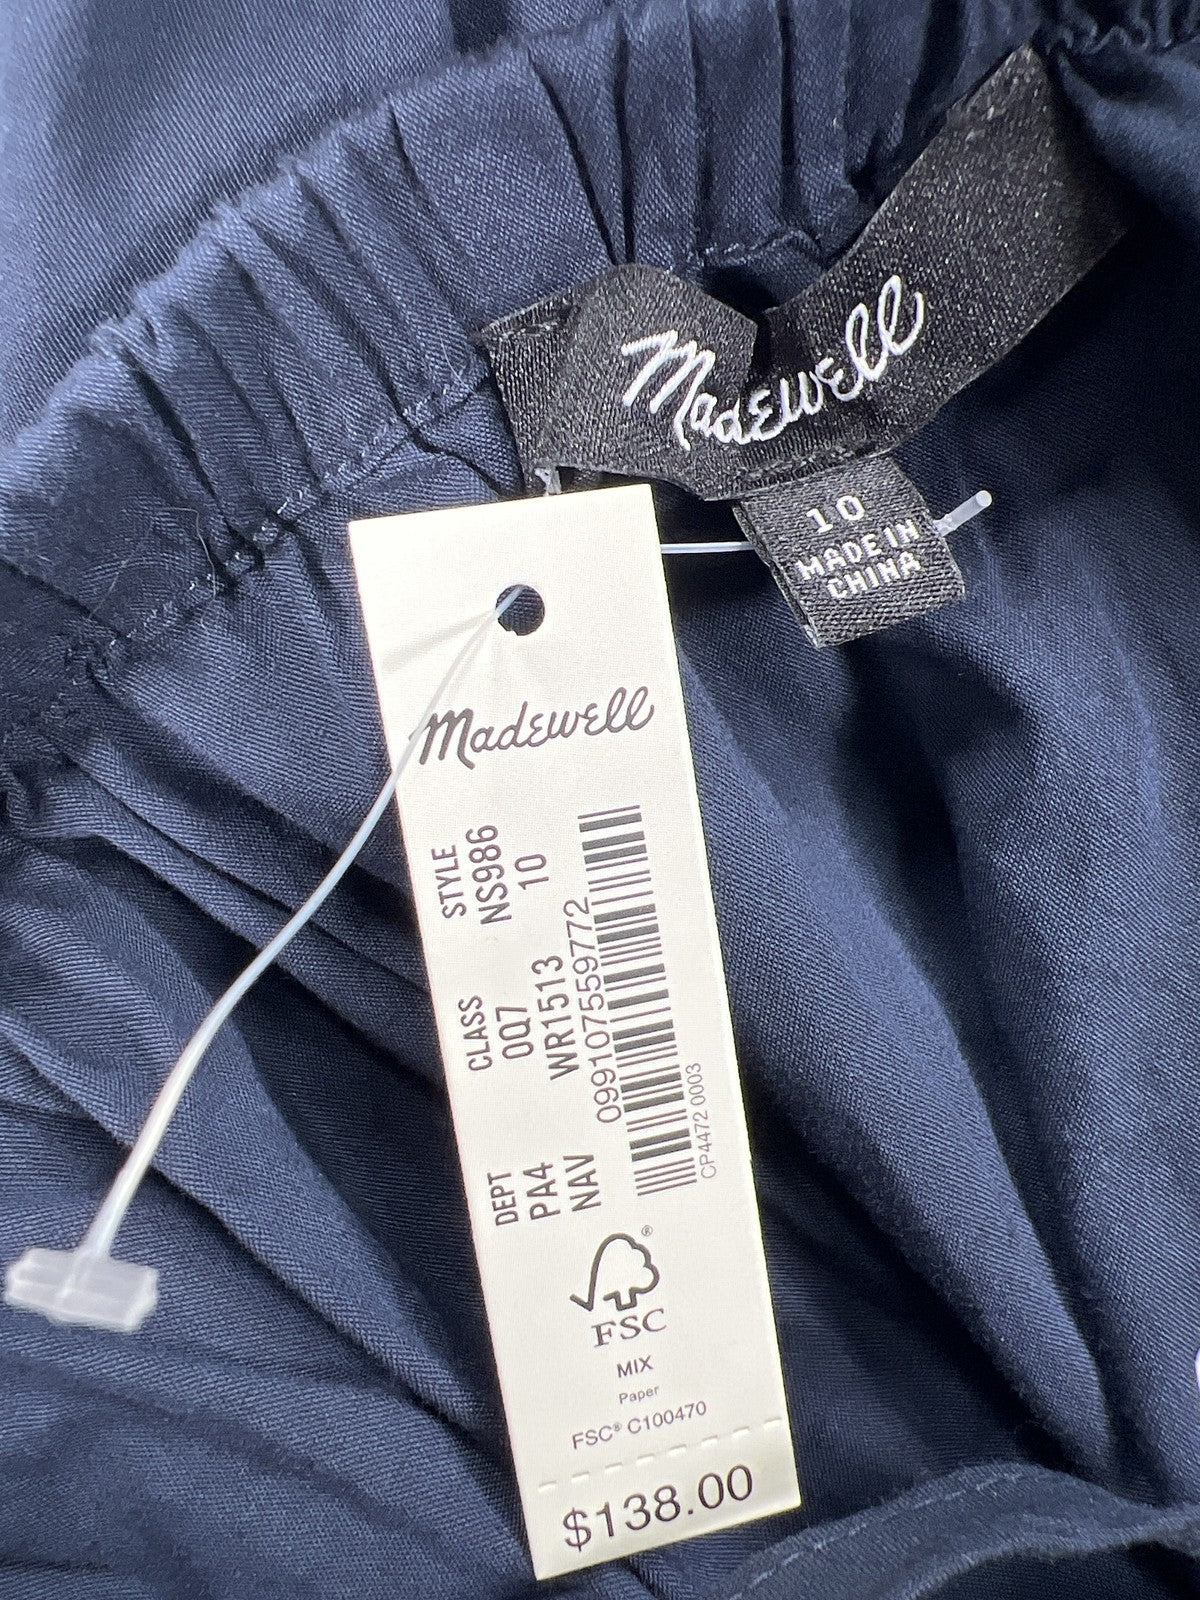 Madewell
10
MADE IN
CHINA
Madewell
STYLE
NS986
10
CLASS
0Q7
WR1513
DEPT
PA4
NAV
099107559772
CP4472 0003
®
FSC
MIX
Paper
FSC® C100470
$138.00